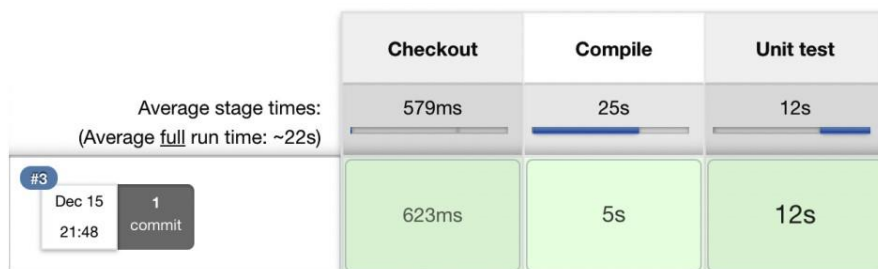 Checkout Compile Unit test
Average stage times: 579ms 25s 12s
(Average full run time: ~22s)
#3
Dec 15 1
21:48 commit
623ms 5s 12s